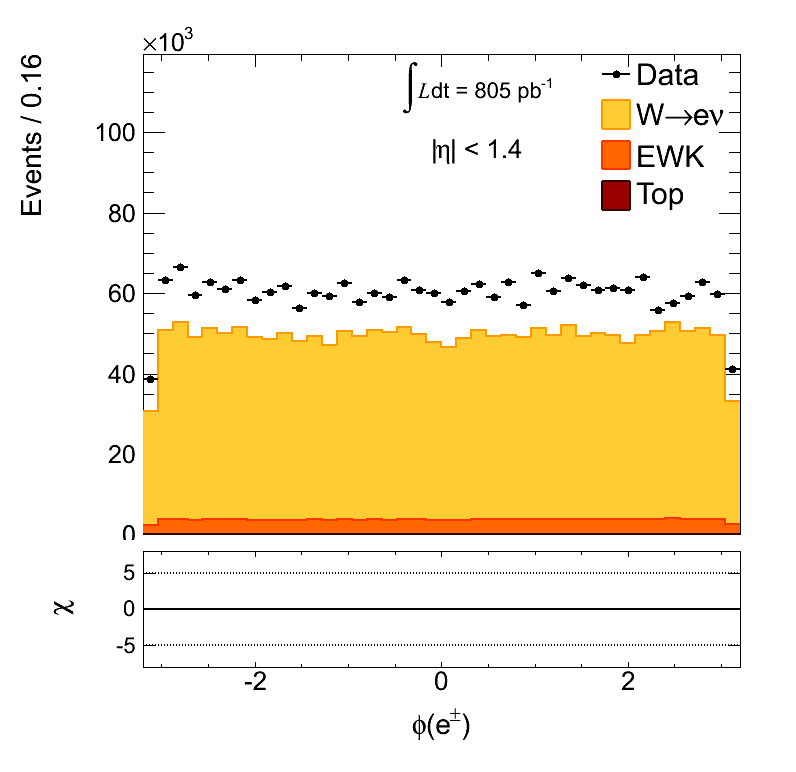 ×10³
Events / 0.16
∫Ldt = 805 pb⁻¹
|η| < 1.4
Data
W→eν
EWK
Top
100
80
60
40
20
0
χ
5
0
-5
-2 0 2
ϕ(e±)